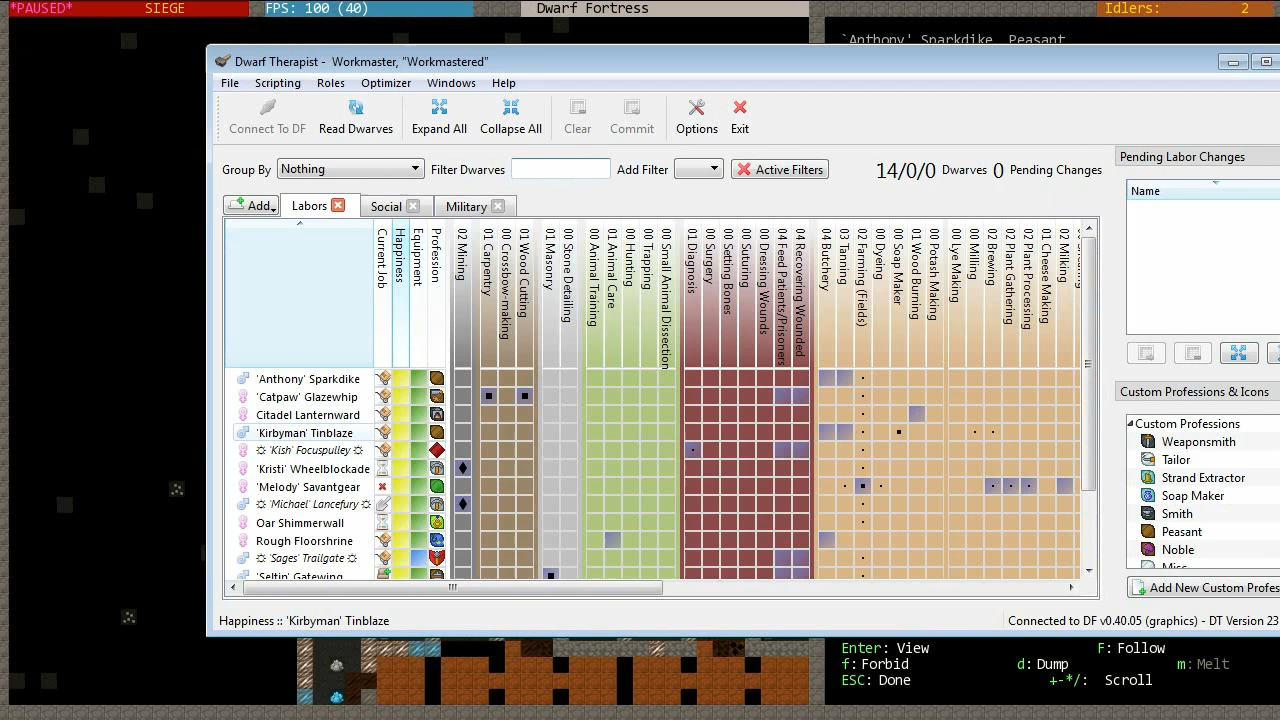 *PAUSED* SIEGE FPS: 100 (40) Dwarf Fortress Idlers: 2
`Anthony' Sparkdike, Peasant
Dwarf Therapist - Workmaster, "Workmastered"
File Scripting Roles Optimizer Windows Help
Connect To DF Read Dwarves Expand All Collapse All Clear Commit Options Exit
Group By Nothing Filter Dwarves Add Filter Active Filters 14/0/0 Dwarves 0 Pending Changes
Add... Labors Social Military
Current Job
Happiness
Equipment
Profession
02 Mining
01 Carpentry
00 Crossbow-making
01 Wood Cutting
01 Masonry
00 Stone Detailing
00 Animal Training
01 Animal Care
00 Hunting
00 Trapping
00 Small Animal Dissection
01 Diagnosis
00 Setting Bones
00 Suturing
00 Dressing Wounds
04 Feed Patients/Prisoners
04 Recovering Wounded
04 Butchery
03 Tanning
02 Farming (Fields)
00 Dyeing
00 Soap Maker
01 Wood Burning
00 Potash Making
00 Lye Making
00 Milling
02 Brewing
02 Plant Gathering
02 Plant Processing
01 Cheese Making
02 Milking
'Anthony' Sparkdike
'Catpaw' Glazewhip
Citadel Lanternward
'Kirbyman' Tinblaze
'Kish' Focuspulley
'Kristi' Wheelblockade
'Melody' Savantgear
'Michael' Lancefury
Oar Shimmerwall
Rough Floorshrine
'Sages' Trailgate
'Seltin' Gatewing
Happiness :: 'Kirbyman' Tinblaze
Connected to DF v0.40.05 (graphics) - DT Version 23
Pending Labor Changes
Name
Custom Professions & Icons
Custom Professions
Weaponsmith
Tailor
Strand Extractor
Soap Maker
Smith
Peasant
Noble
Misc
Add New Custom Profes
Enter: View F: Follow
f: Forbid d: Dump m: Melt
ESC: Done +-*/: Scroll